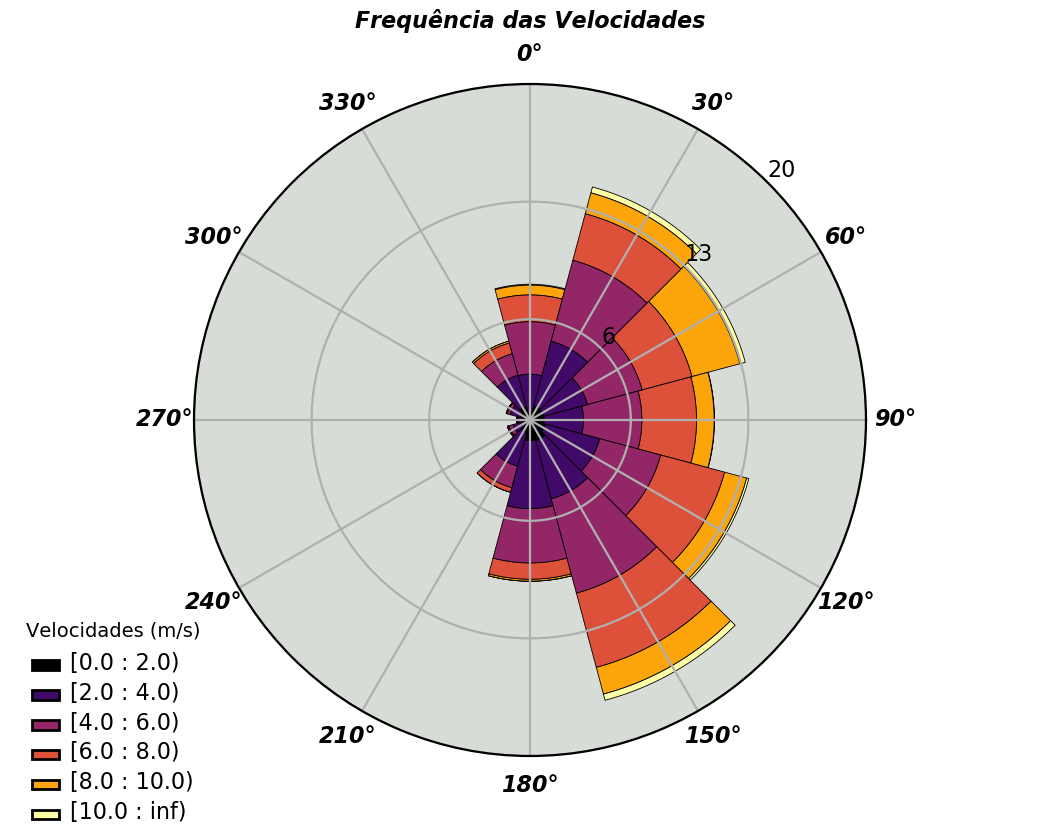 Frequência das Velocidades
0°
330°
30°
20
300°
60°
13
6
270°
90°
240°
120°
210°
150°
180°
Velocidades (m/s)
[0.0 : 2.0)
[2.0 : 4.0)
[4.0 : 6.0)
[6.0 : 8.0)
[8.0 : 10.0)
[10.0 : inf)